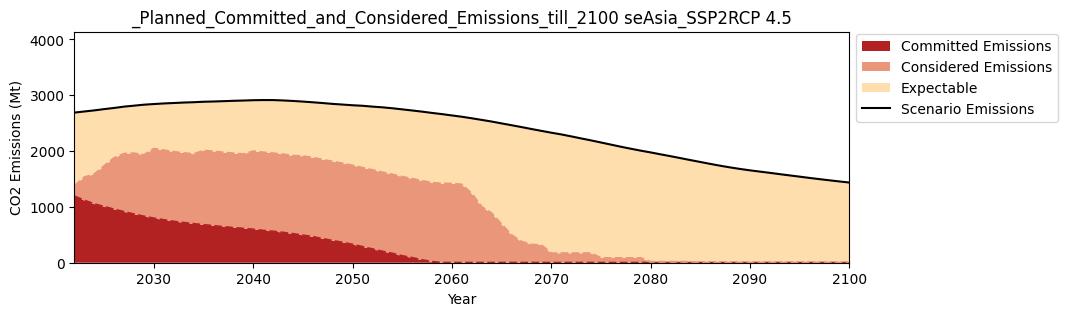 _Planned_Committed_and_Considered_Emissions_till_2100 seAsia_SSP2RCP 4.5
CO2 Emissions (Mt)
4000
3000
2000
1000
0
2030 2040 2050 2060 2070 2080 2090 2100
Year
Committed Emissions
Considered Emissions
Expectable
Scenario Emissions